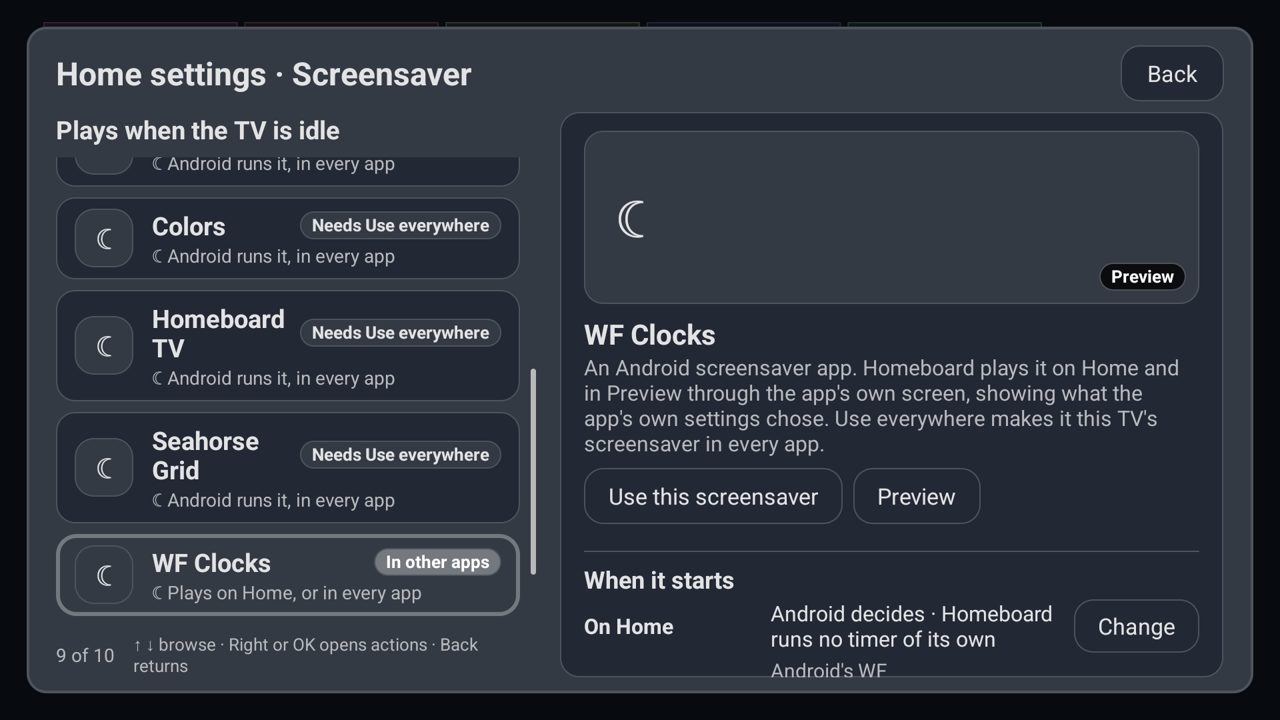 Home settings · Screensaver
Back
Plays when the TV is idle
☾ Android runs it, in every app
Colors
Needs Use everywhere
☾ Android runs it, in every app
Homeboard
TV
Needs Use everywhere
☾ Android runs it, in every app
Seahorse
Grid
Needs Use everywhere
☾ Android runs it, in every app
WF Clocks
In other apps
☾ Plays on Home, or in every app
9 of 10
↑ ↓ browse · Right or OK opens actions · Back
returns
Preview
WF Clocks
An Android screensaver app. Homeboard plays it on Home and
in Preview through the app's own screen, showing what the
app's own settings chose. Use everywhere makes it this TV's
screensaver in every app.
Use this screensaver
Preview
When it starts
On Home
Android decides · Homeboard
runs no timer of its own
Change
Android's WF